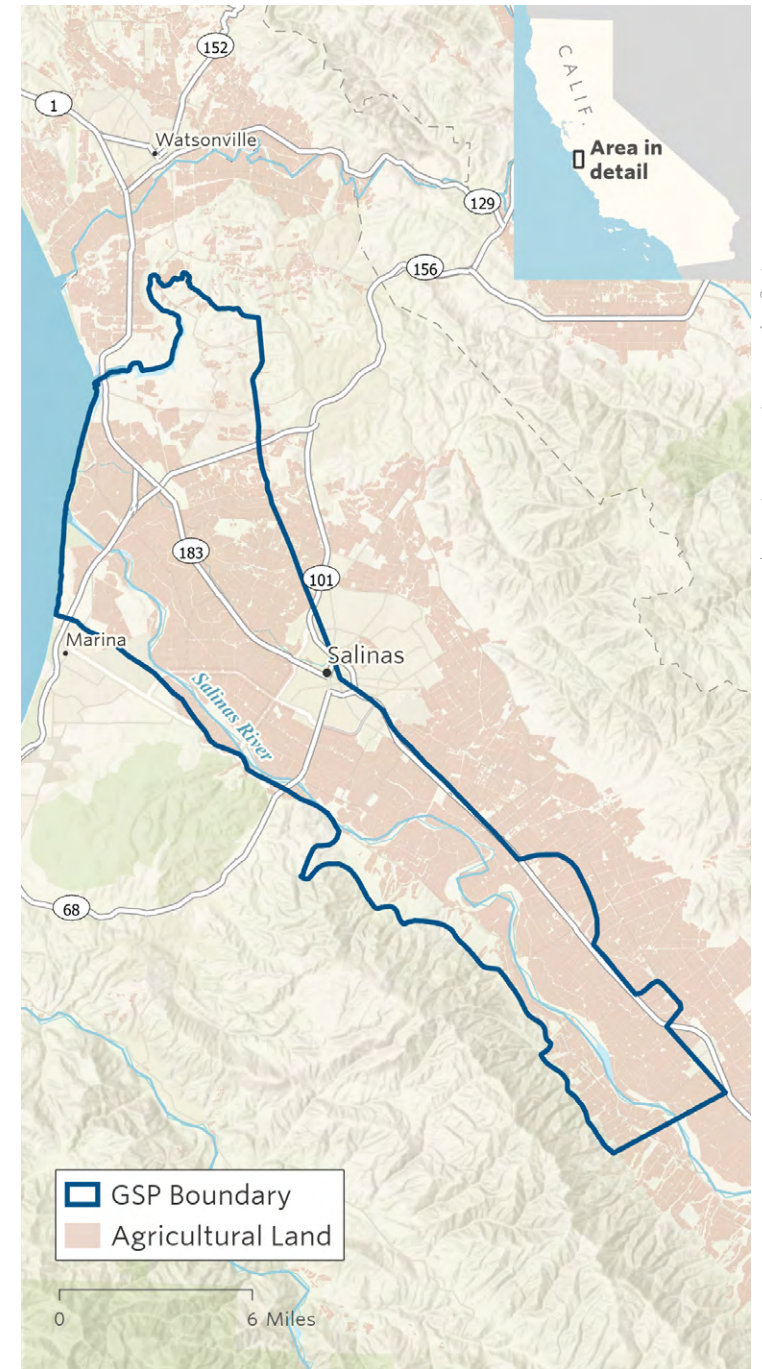 152
CALIF.
1
Area in
detail
Watsonville
129
156
183
101
Marina
Salinas
Salinas River
68
GSP Boundary
Agricultural Land
0
6 Miles